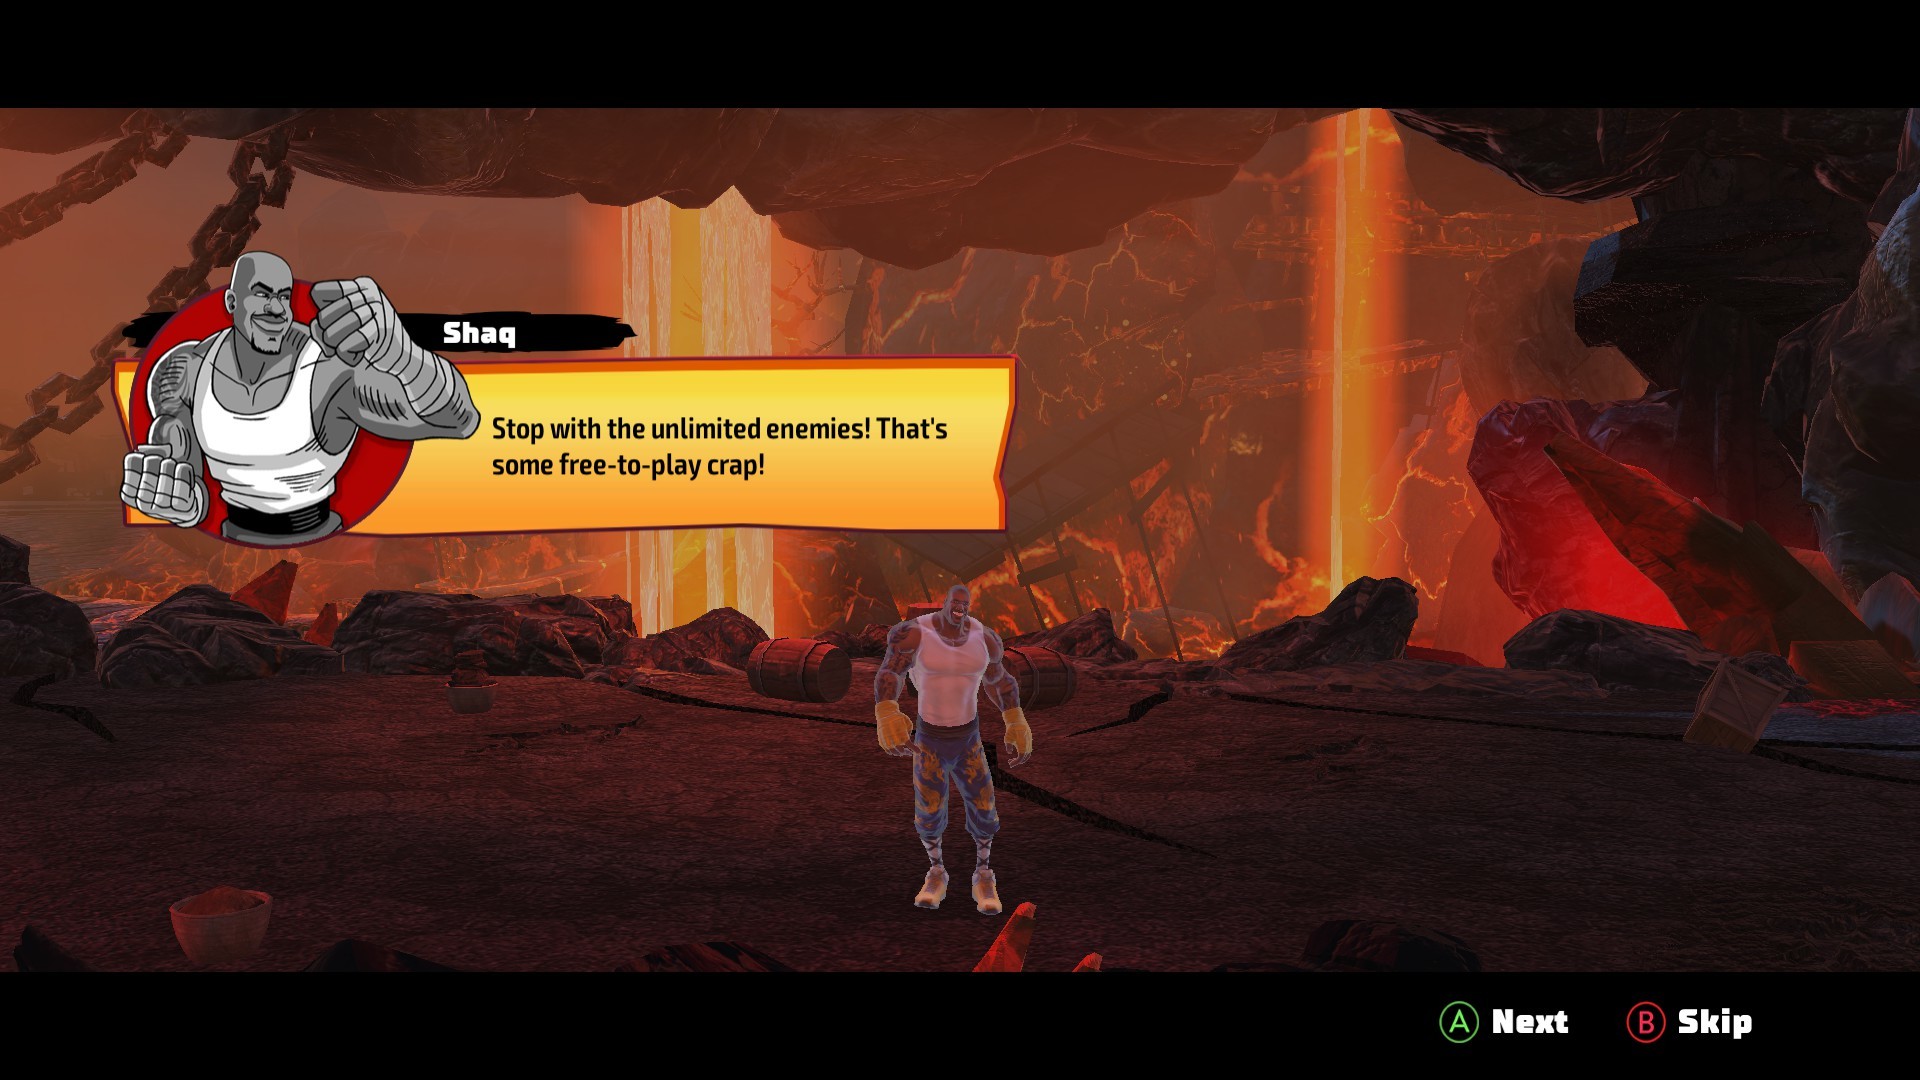 Shaq
Stop with the unlimited enemies! That's
some free-to-play crap!
A Next B Skip